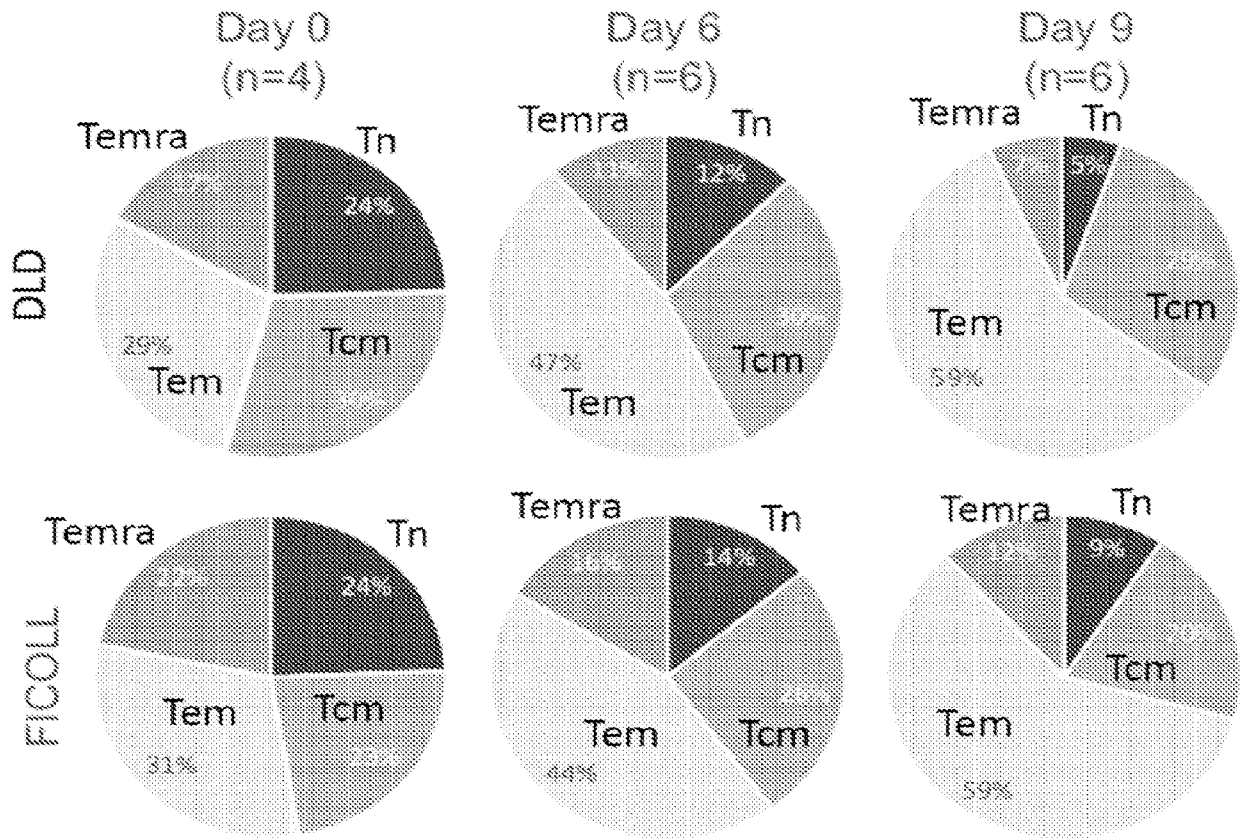 Day 0
(n=4)
Day 6
(n=6)
Day 9
(n=6)
DLD
Temra
Tn
24%
Tcm
29%
Tem
Temra
Tn
12%
Tcm
47%
Tem
Temra
Tn
5%
Tcm
Tem
59%
FICOLL
Temra
Tn
24%
Tcm
Tem
31%
Temra
Tn
14%
Tcm
Tem
44%
Temra
Tn
9%
Tcm
Tem
59%